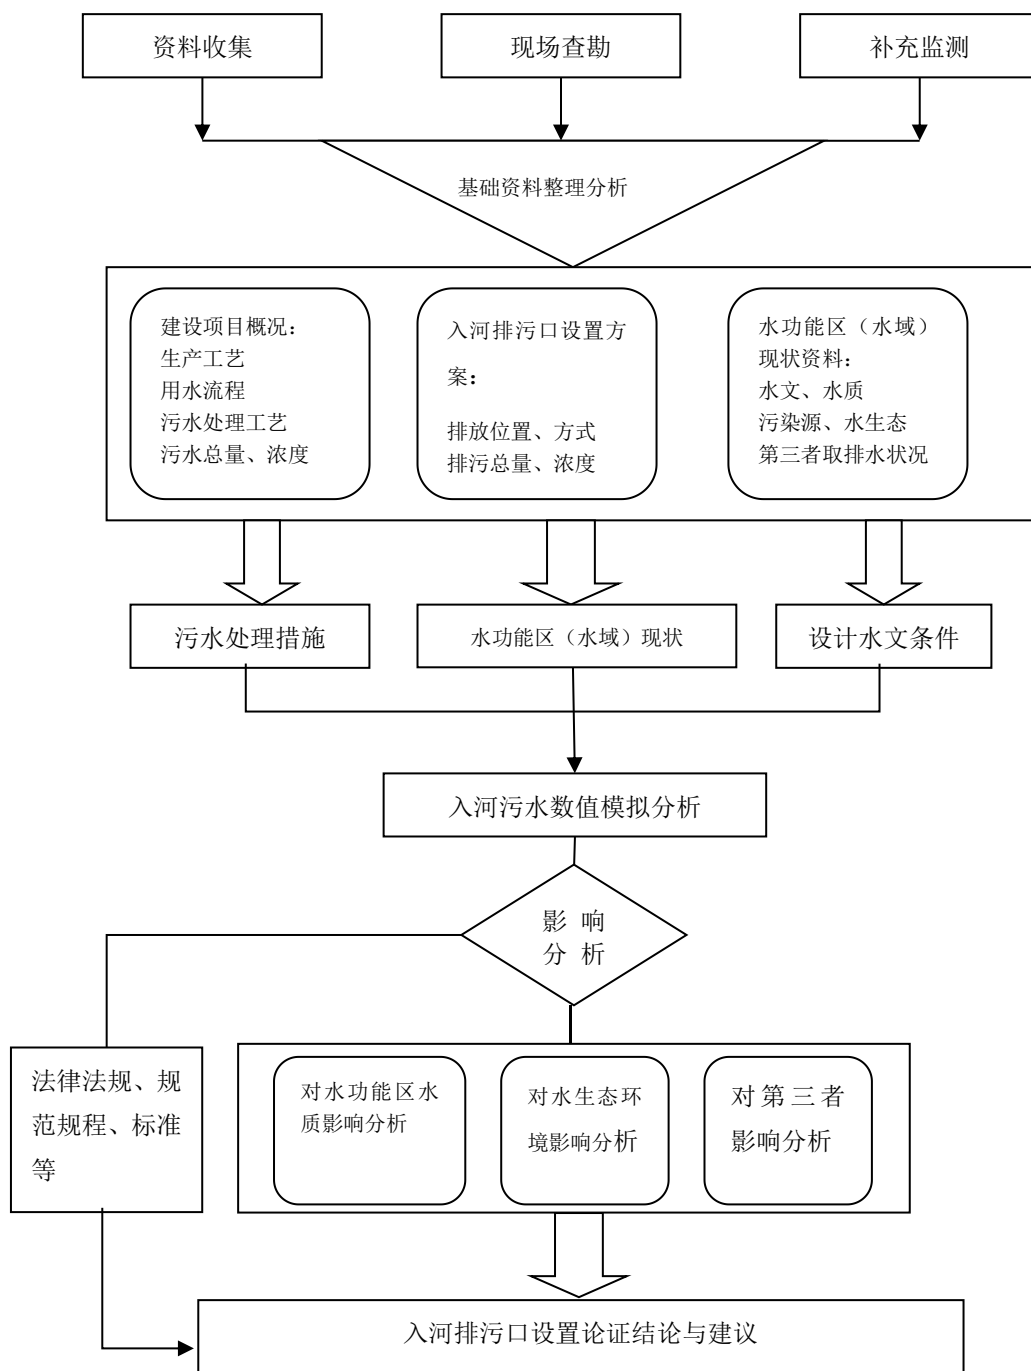 资料收集
现场查勘
补充监测
基础资料整理分析
建设项目概况：
生产工艺
用水流程
污水处理工艺
污水总量、浓度
入河排污口设置方
案：
排放位置、方式
排污总量、浓度
水功能区（水域）
现状资料：
水文、水质
污染源、水生态
第三者取排水状况
污水处理措施
水功能区（水域）现状
设计水文条件
入河污水数值模拟分析
影 响
分 析
法律法规、规
范规程、标准
等
对水功能区水
质影响分析
对水生态环
境影响分析
对第三者
影响分析
入河排污口设置论证结论与建议